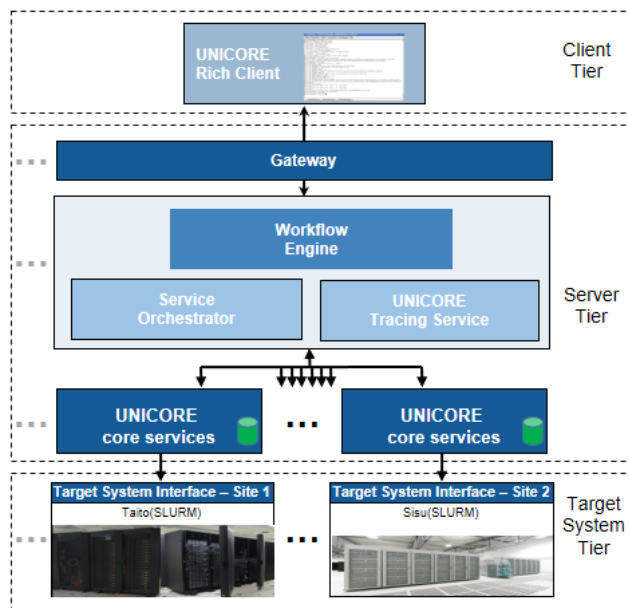 UNICORE
Rich Client
Client
Tier
...
Gateway
...
Workflow
Engine
Service
Orchestrator
UNICORE
Tracing Service
Server
Tier
...
UNICORE
core services
...
UNICORE
core services
Target System Interface – Site 1
Taito(SLURM)
...
...
Target System Interface – Site 2
Sisu(SLURM)
Target
System
Tier